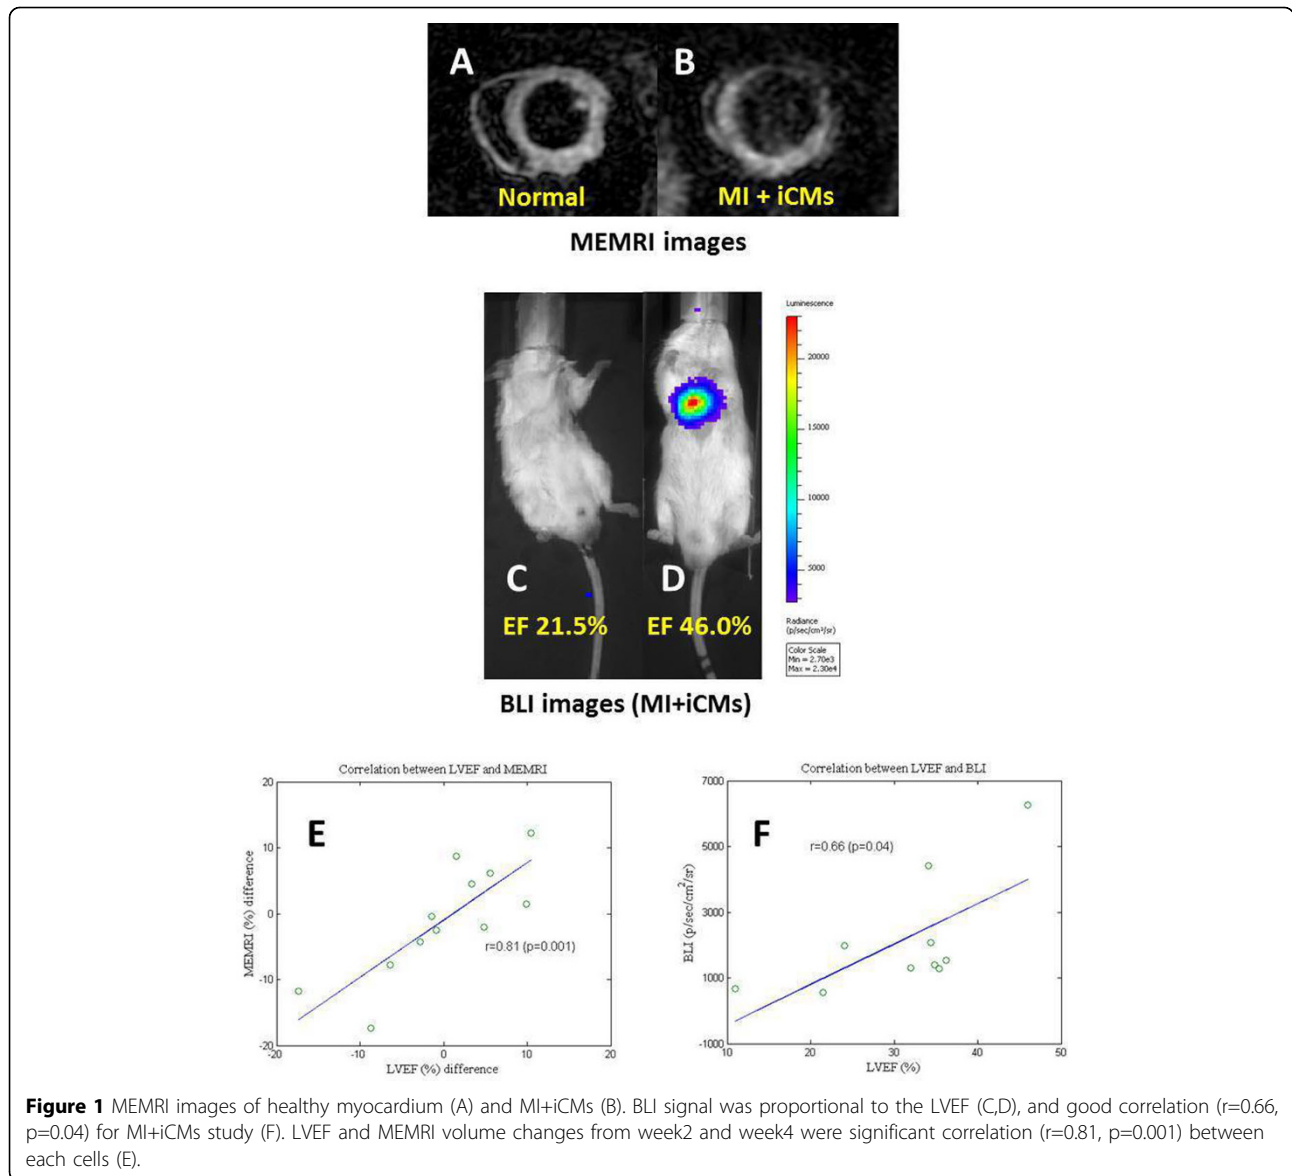 A
B
Normal
MI + iCMs
MEMRI images
Luminescence
20000
15000
10000
5000
Radiance
(p/sec/cm²/sr)
Color Scale
Min = 2.70e3
Max = 2.30e4
C
D
EF 21.5%
EF 46.0%
BLI images (MI+iCMs)
Correlation between LVEF and MEMRI
20
10
0
-10
-20
MEMRI (%) difference
E
r=0.81 (p=0.001)
-20
-10
0
10
20
LVEF (%) difference
Correlation between LVEF and BLI
7000
5000
3000
1000
-1000
BLI (p/sec/cm²/sr)
F
r=0.66 (p=0.04)
10
20
30
40
50
LVEF (%)
Figure 1 MEMRI images of healthy myocardium (A) and MI+iCMs (B). BLI signal was proportional to the LVEF (C,D), and good correlation (r=0.66,
p=0.04) for MI+iCMs study (F). LVEF and MEMRI volume changes from week2 and week4 were significant correlation (r=0.81, p=0.001) between
each cells (E).